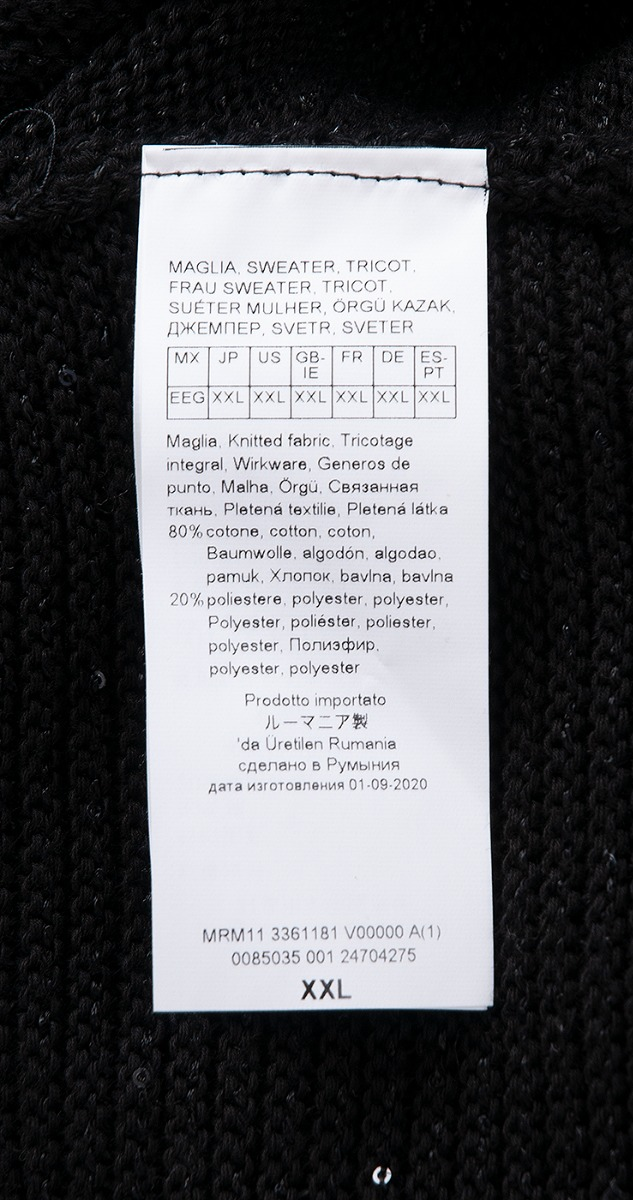 MAGLIA, SWEATER, TRICOT,
FRAU SWEATER, TRICOT,
SUÉTER MULHER, ÖRGÜ KAZAK,
ДЖЕМПЕР, SVETR, SVETER
MX JP US GB-IE FR DE ES-PT
EEG XXL XXL XXL XXL XXL XXL
Maglia, Knitted fabric, Tricotage
integral, Wirkware, Generos de
punto, Malha, Örgü, Связанная
ткань, Pletená textilie, Pletená látka
80% cotone, cotton, coton,
Baumwolle, algodón, algodao,
pamuk, Хлопок, bavlna, bavlna
20% poliestere, polyester, polyester,
Polyester, poliéster, poliester,
polyester, Полиэфир,
polyester, polyester
Prodotto importato
ルーマニア製
'da Üretilen Rumania
сделано в Румыния
дата изготовления 01-09-2020
MRM11 3361181 V00000 A(1)
0085035 001 24704275
XXL